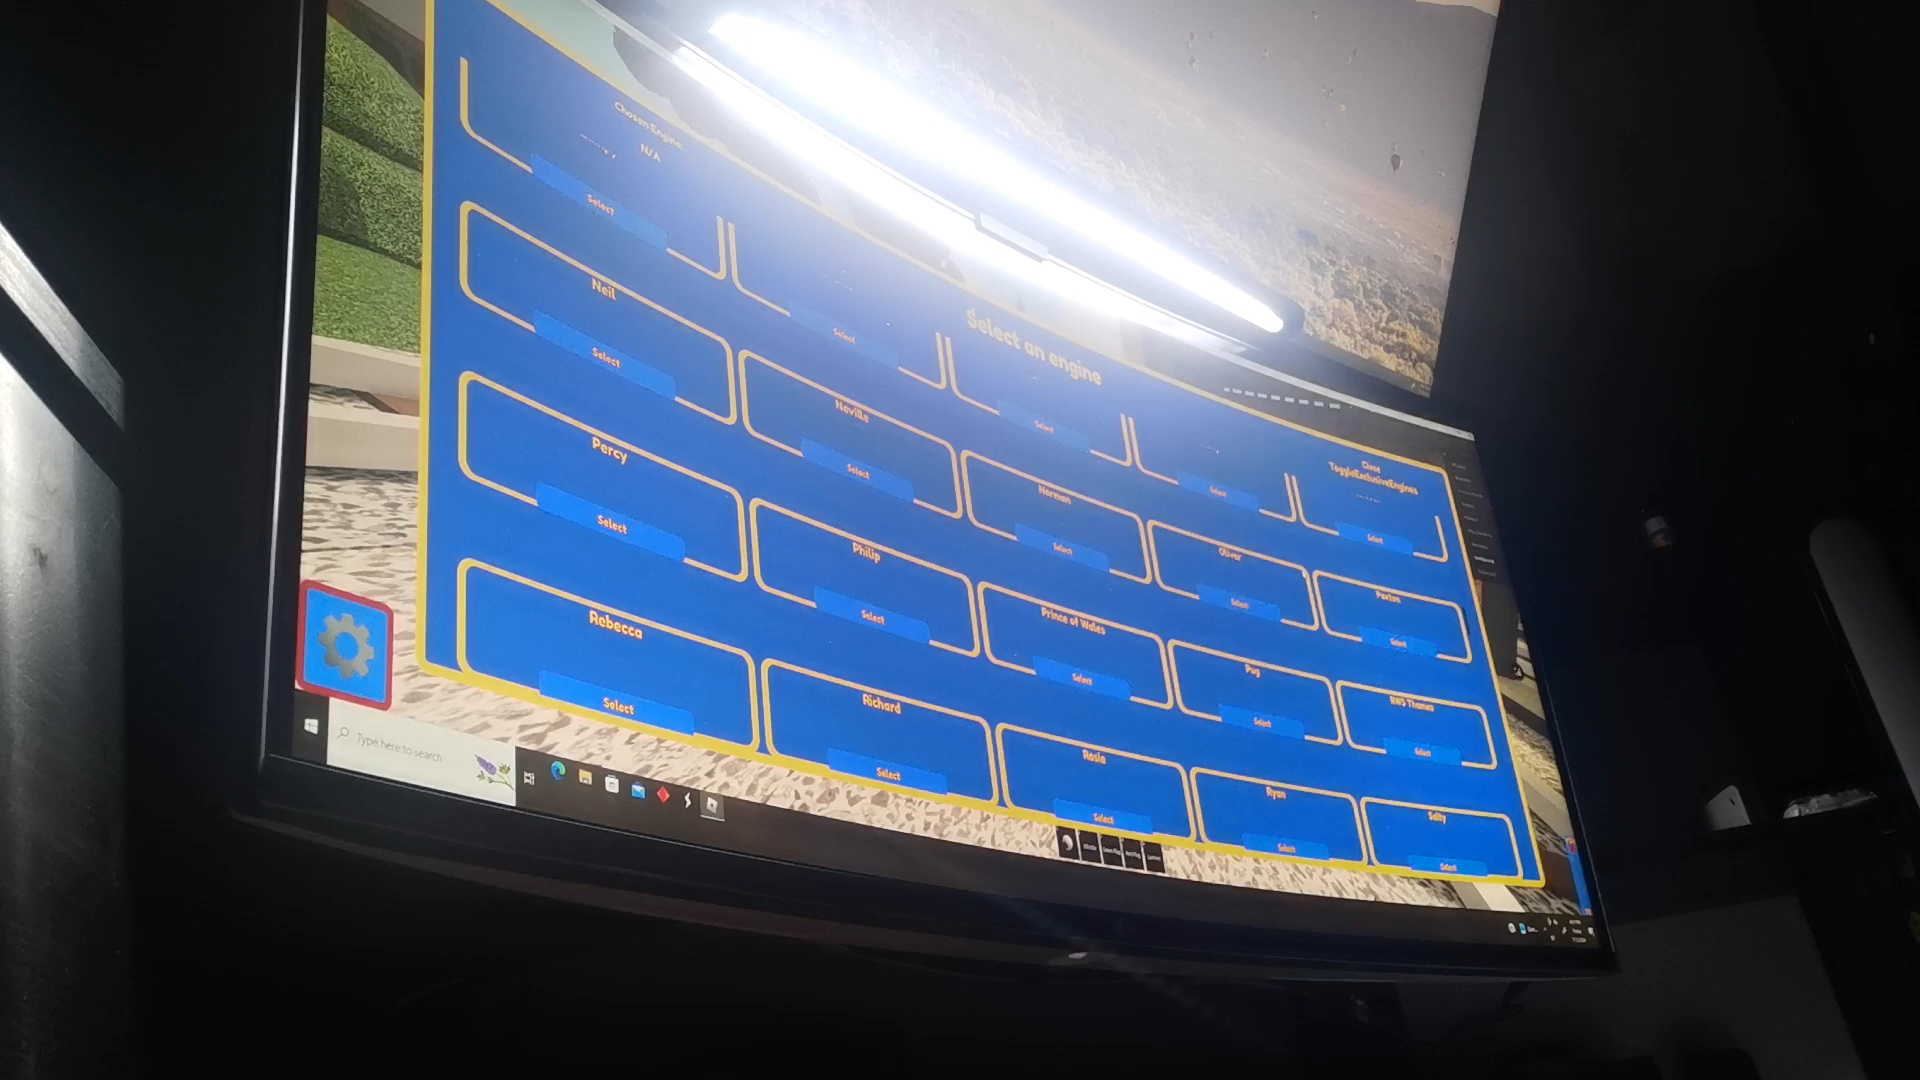 Chosen Engine:
N/A
Select an engine
Close
ToggleExclusiveEngines
Select
Select
Select
Select
Select
Neil
Neville
Norman
Oliver
Paxton
Select
Select
Select
Select
Select
Percy
Philip
Prince of Wales
Pug
RWS Thomas
Select
Select
Select
Select
Select
Rebecca
Richard
Rosie
Ryan
Salty
Select
Select
Select
Select
Select
Type here to search